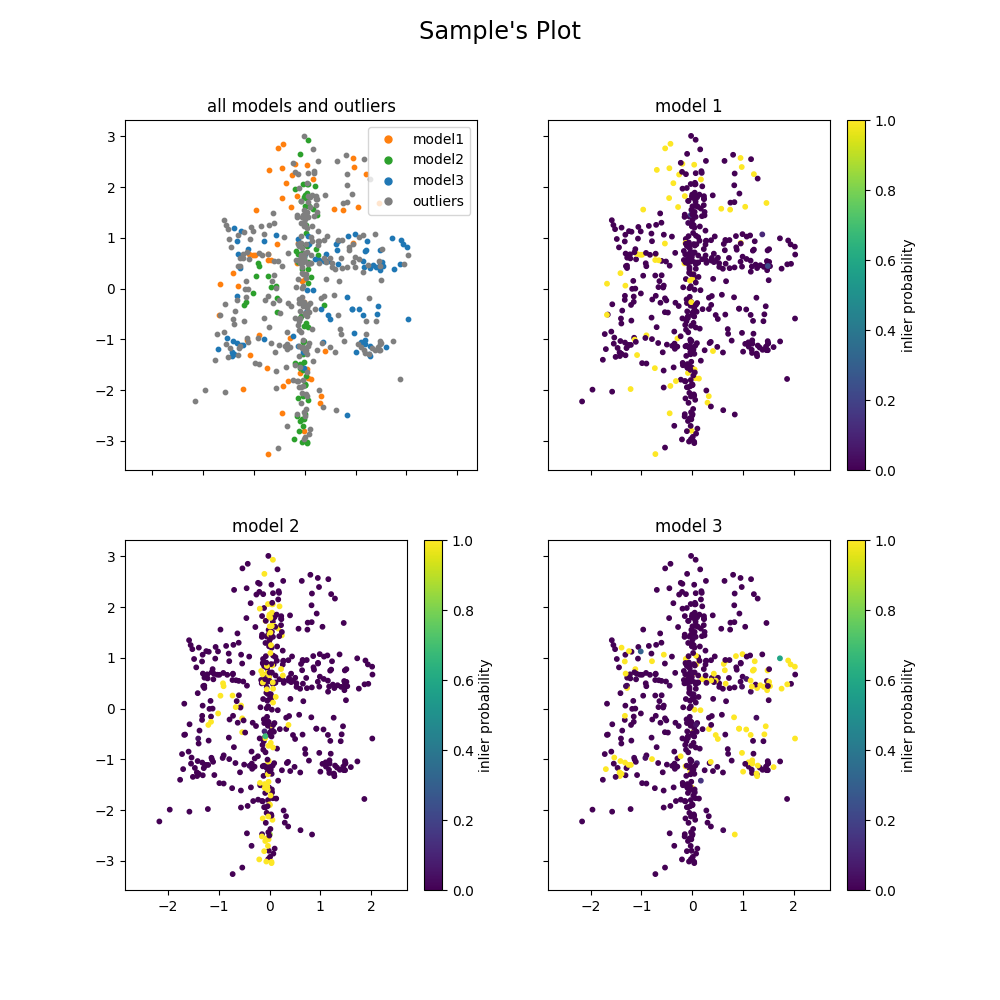 Sample's Plot
all models and outliers
3
2
1
0
−1
−2
−3
model1
model2
model3
outliers
model 1
1.0
0.8
0.6
0.4
0.2
0.0
inlier probability
model 2
3
2
1
0
−1
−2
−3
−2 −1 0 1 2
1.0
0.8
0.6
0.4
0.2
0.0
inlier probability
model 3
−2 −1 0 1 2
1.0
0.8
0.6
0.4
0.2
0.0
inlier probability